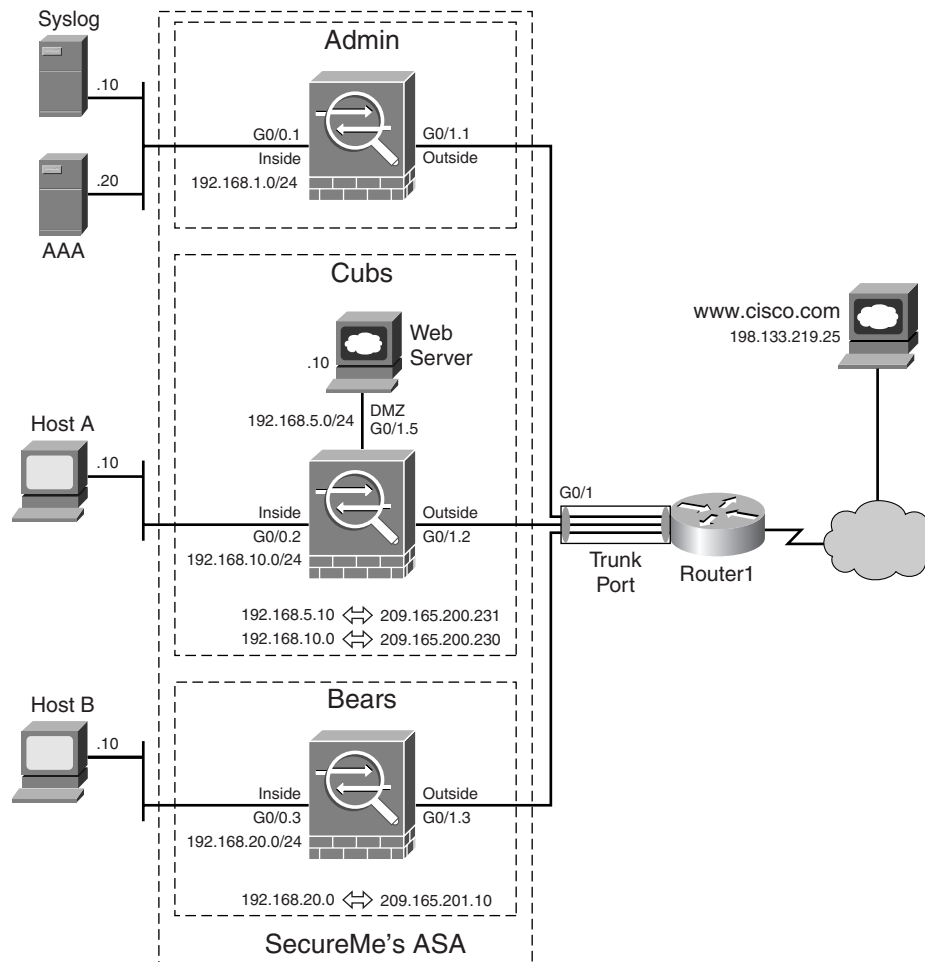 Syslog
.10
.20
AAA
Admin
G0/0.1
Inside
192.168.1.0/24
G0/1.1
Outside
Cubs
Web
Server
.10
192.168.5.0/24
DMZ
G0/1.5
www.cisco.com
198.133.219.25
Host A
.10
Inside
G0/0.2
192.168.10.0/24
Outside
G0/1.2
G0/1
Trunk
Port
Router1
192.168.5.10 ⇔ 209.165.200.231
192.168.10.0 ⇔ 209.165.200.230
Host B
.10
Bears
Inside
G0/0.3
192.168.20.0/24
Outside
G0/1.3
192.168.20.0 ⇔ 209.165.201.10
SecureMe's ASA